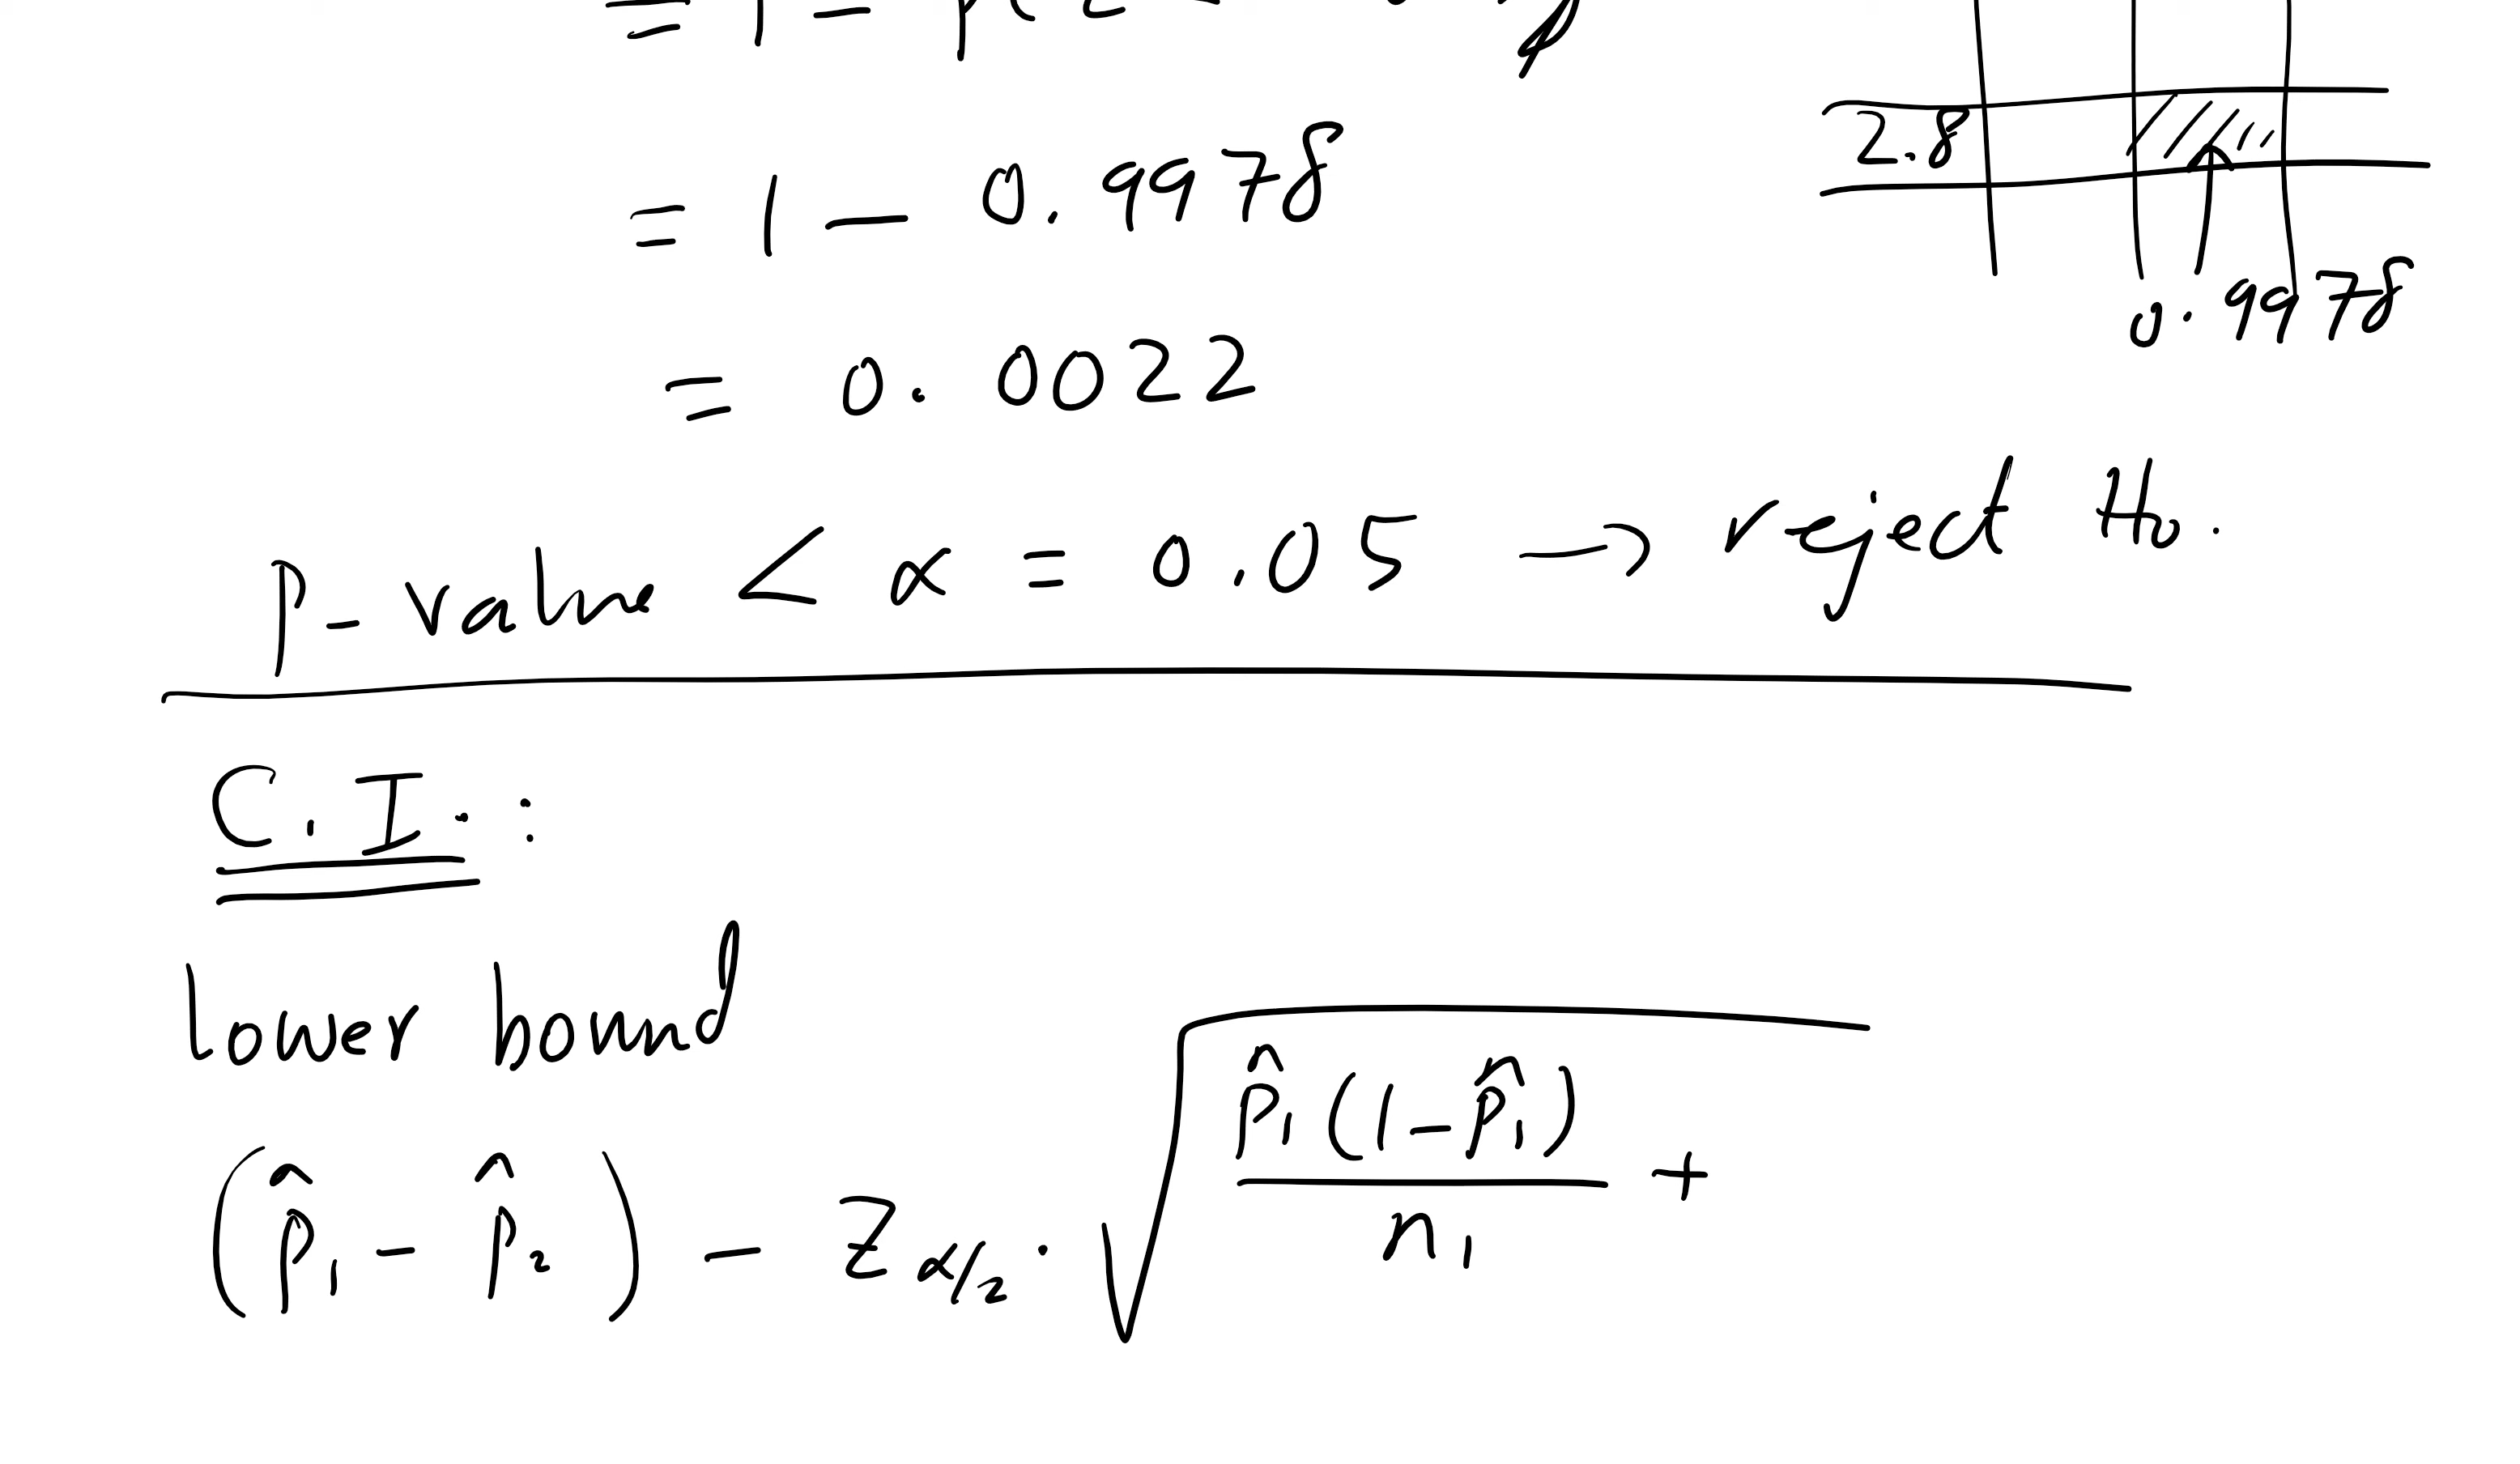 = 1 - 0.9978
2.8
0.9978
= 0.0022
p-value < α = 0.05 → reject H₀.
C.I. :
lower bound
(p̂₁ - p̂₂) - Z_{α/2} · √( p̂₁(1-p̂₁) / n₁ +